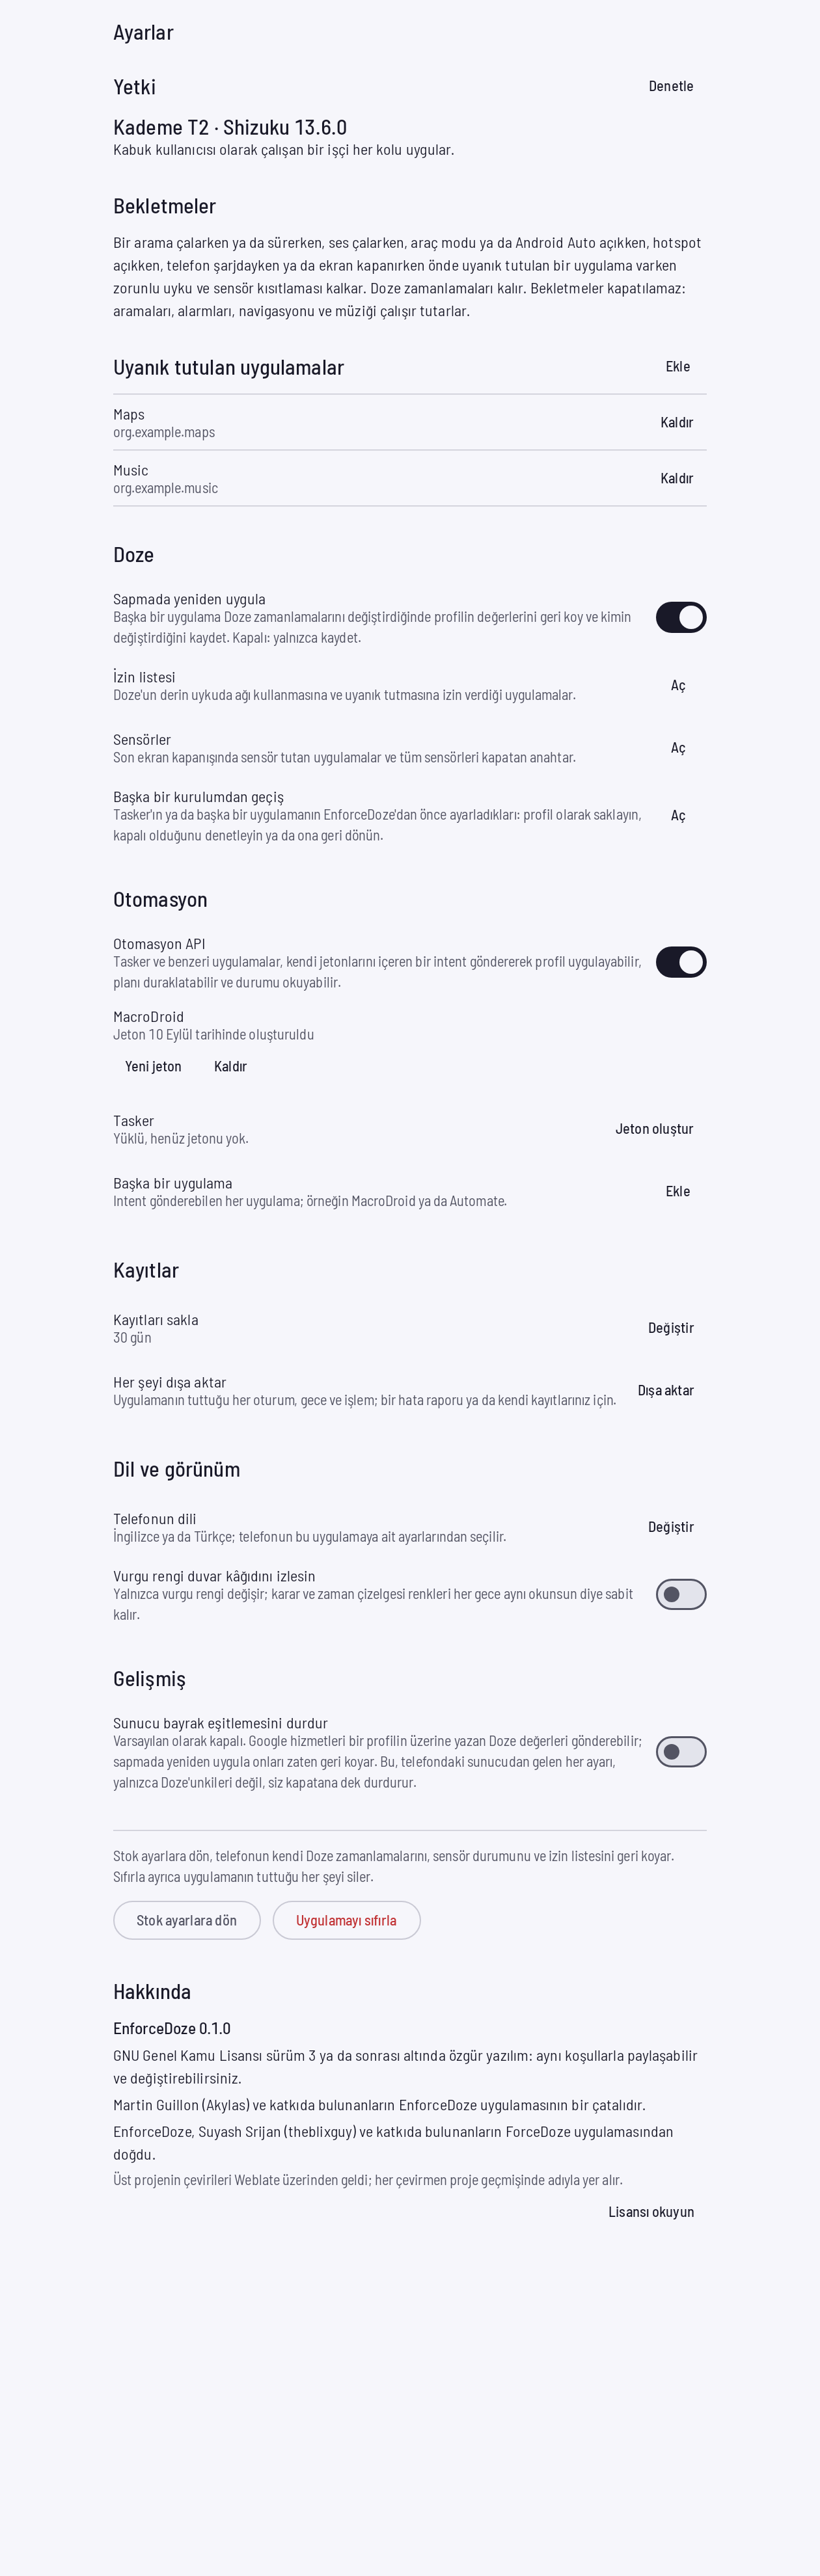 Ayarlar
Yetki
Denetle
Kademe T2 · Shizuku 13.6.0
Kabuk kullanıcısı olarak çalışan bir işçi her kolu uygular.
Bekletmeler
Bir arama çalarken ya da sürerken, ses çalarken, araç modu ya da Android Auto açıkken, hotspot
açıkken, telefon şarjdayken ya da ekran kapanırken önde uyanık tutulan bir uygulama varken
zorunlu uyku ve sensör kısıtlaması kalkar. Doze zamanlamaları kalır. Bekletmeler kapatılamaz:
aramaları, alarmları, navigasyonu ve müziği çalışır tutarlar.
Uyanık tutulan uygulamalar
Ekle
Maps
org.example.maps
Kaldır
Music
org.example.music
Kaldır
Doze
Sapmada yeniden uygula
Başka bir uygulama Doze zamanlamalarını değiştirdiğinde profilin değerlerini geri koy ve kimin
değiştirdiğini kaydet. Kapalı: yalnızca kaydet.
İzin listesi
Doze'un derin uykuda ağı kullanmasına ve uyanık tutmasına izin verdiği uygulamalar.
Aç
Sensörler
Son ekran kapanışında sensör tutan uygulamalar ve tüm sensörleri kapatan anahtar.
Aç
Başka bir kurulumdan geçiş
Tasker'ın ya da başka bir uygulamanın EnforceDoze'dan önce ayarladıkları: profil olarak saklayın,
kapalı olduğunu denetleyin ya da ona geri dönün.
Aç
Otomasyon
Otomasyon API
Tasker ve benzeri uygulamalar, kendi jetonlarını içeren bir intent göndererek profil uygulayabilir,
planı duraklatabilir ve durumu okuyabilir.
MacroDroid
Jeton 10 Eylül tarihinde oluşturuldu
Yeni jeton
Kaldır
Tasker
Yüklü, henüz jetonu yok.
Jeton oluştur
Başka bir uygulama
Intent gönderebilen her uygulama; örneğin MacroDroid ya da Automate.
Ekle
Kayıtlar
Kayıtları sakla
30 gün
Değiştir
Her şeyi dışa aktar
Uygulamanın tuttuğu her oturum, gece ve işlem; bir hata raporu ya da kendi kayıtlarınız için.
Dışa aktar
Dil ve görünüm
Telefonun dili
İngilizce ya da Türkçe; telefonun bu uygulamaya ait ayarlarından seçilir.
Değiştir
Vurgu rengi duvar kâğıdını izlesin
Yalnızca vurgu rengi değişir; karar ve zaman çizelgesi renkleri her gece aynı okunsun diye sabit
kalır.
Gelişmiş
Sunucu bayrak eşitlemesini durdur
Varsayılan olarak kapalı. Google hizmetleri bir profilin üzerine yazan Doze değerleri gönderebilir;
sapmada yeniden uygula onları zaten geri koyar. Bu, telefondaki sunucudan gelen her ayarı,
yalnızca Doze'unkileri değil, siz kapatana dek durdurur.
Stok ayarlara dön, telefonun kendi Doze zamanlamalarını, sensör durumunu ve izin listesini geri koyar.
Sıfırla ayrıca uygulamanın tuttuğu her şeyi siler.
Stok ayarlara dön
Uygulamayı sıfırla
Hakkında
EnforceDoze 0.1.0
GNU Genel Kamu Lisansı sürüm 3 ya da sonrası altında özgür yazılım: aynı koşullarla paylaşabilir
ve değiştirebilirsiniz.
Martin Guillon (Akylas) ve katkıda bulunanların EnforceDoze uygulamasının bir çatalıdır.
EnforceDoze, Suyash Srijan (theblixguy) ve katkıda bulunanların ForceDoze uygulamasından
doğdu.
Üst projenin çevirileri Weblate üzerinden geldi; her çevirmen proje geçmişinde adıyla yer alır.
Lisansı okuyun